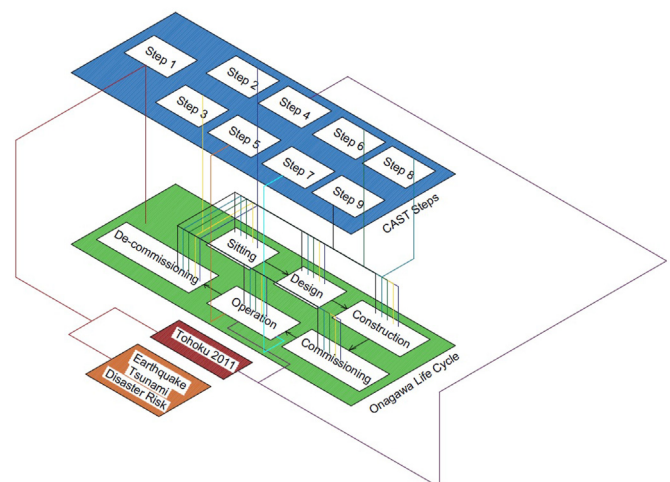 Step 1
Step 2
Step 3
Step 4
Step 5
Step 6
Step 7
Step 8
Step 9
CAST Steps
De-commissioning
Sitting
Design
Construction
Operation
Commissioning
Onagawa Life Cycle
Tohoku 2011
Earthquake
Tsunami
Disaster Risk